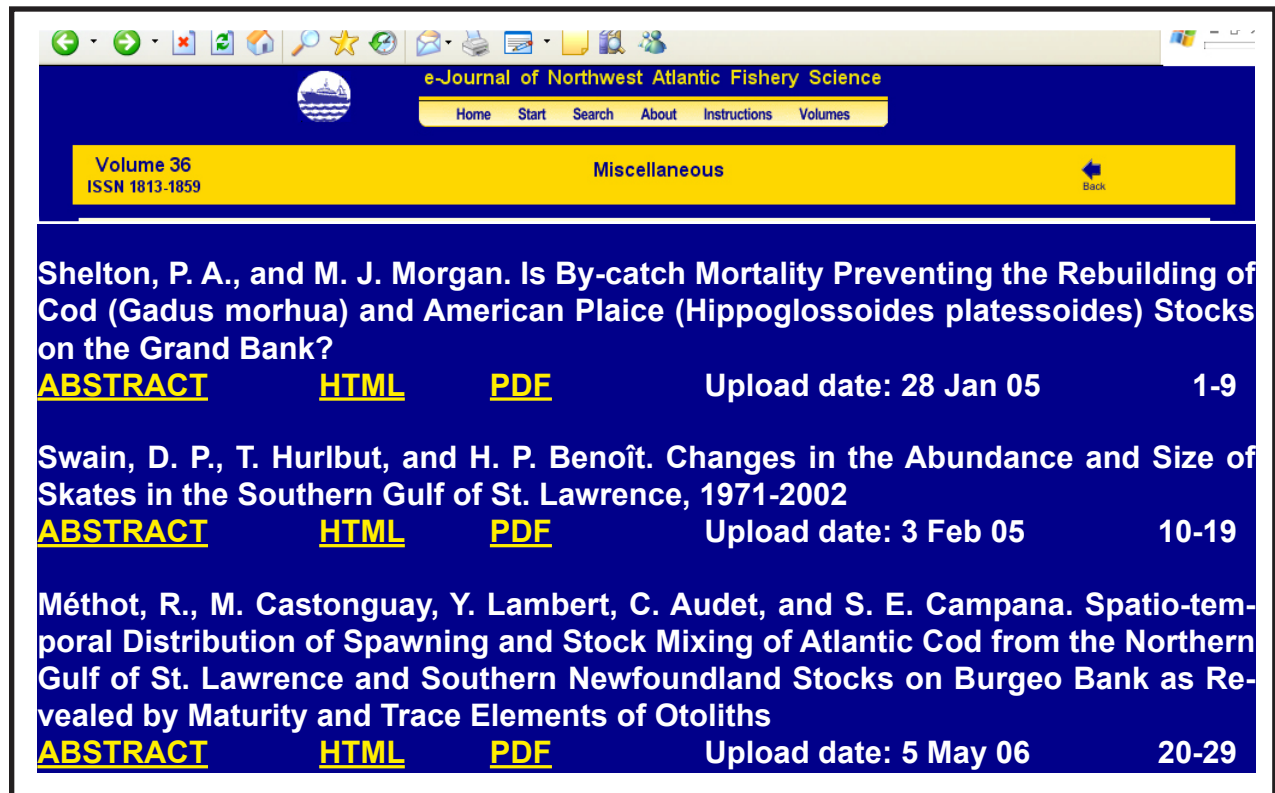 e-Journal of Northwest Atlantic Fishery Science
Home Start Search About Instructions Volumes
Volume 36
ISSN 1813-1859
Miscellaneous
Back
Shelton, P. A., and M. J. Morgan. Is By-catch Mortality Preventing the Rebuilding of
Cod (Gadus morhua) and American Plaice (Hippoglossoides platessoides) Stocks
on the Grand Bank?
ABSTRACT HTML PDF Upload date: 28 Jan 05 1-9
Swain, D. P., T. Hurlbut, and H. P. Benoît. Changes in the Abundance and Size of
Skates in the Southern Gulf of St. Lawrence, 1971-2002
ABSTRACT HTML PDF Upload date: 3 Feb 05 10-19
Méthot, R., M. Castonguay, Y. Lambert, C. Audet, and S. E. Campana. Spatio-tem-
poral Distribution of Spawning and Stock Mixing of Atlantic Cod from the Northern
Gulf of St. Lawrence and Southern Newfoundland Stocks on Burgeo Bank as Re-
vealed by Maturity and Trace Elements of Otoliths
ABSTRACT HTML PDF Upload date: 5 May 06 20-29